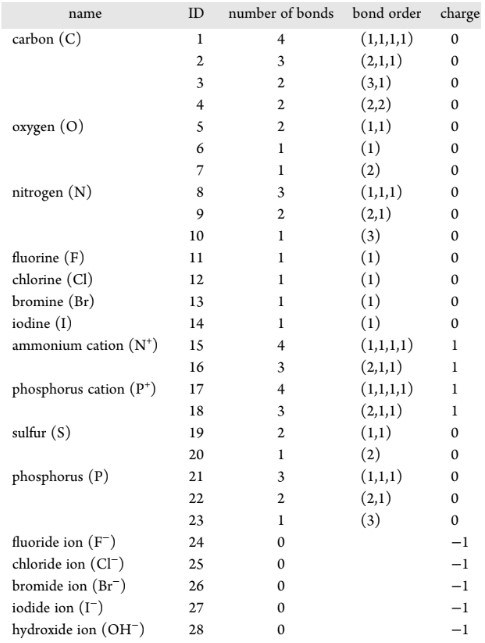 name ID number of bonds bond order charge
carbon (C) 1 4 (1,1,1,1) 0
2 3 (2,1,1) 0
3 2 (3,1) 0
4 2 (2,2) 0
oxygen (O) 5 2 (1,1) 0
6 1 (1) 0
7 1 (2) 0
nitrogen (N) 8 3 (1,1,1) 0
9 2 (2,1) 0
10 1 (3) 0
fluorine (F) 11 1 (1) 0
chlorine (Cl) 12 1 (1) 0
bromine (Br) 13 1 (1) 0
iodine (I) 14 1 (1) 0
ammonium cation (N⁺) 15 4 (1,1,1,1) 1
16 3 (2,1,1) 1
phosphorus cation (P⁺) 17 4 (1,1,1,1) 1
18 3 (2,1,1) 1
sulfur (S) 19 2 (1,1) 0
20 1 (2) 0
phosphorus (P) 21 3 (1,1,1) 0
22 2 (2,1) 0
23 1 (3) 0
fluoride ion (F⁻) 24 0 −1
chloride ion (Cl⁻) 25 0 −1
bromide ion (Br⁻) 26 0 −1
iodide ion (I⁻) 27 0 −1
hydroxide ion (OH⁻) 28 0 −1